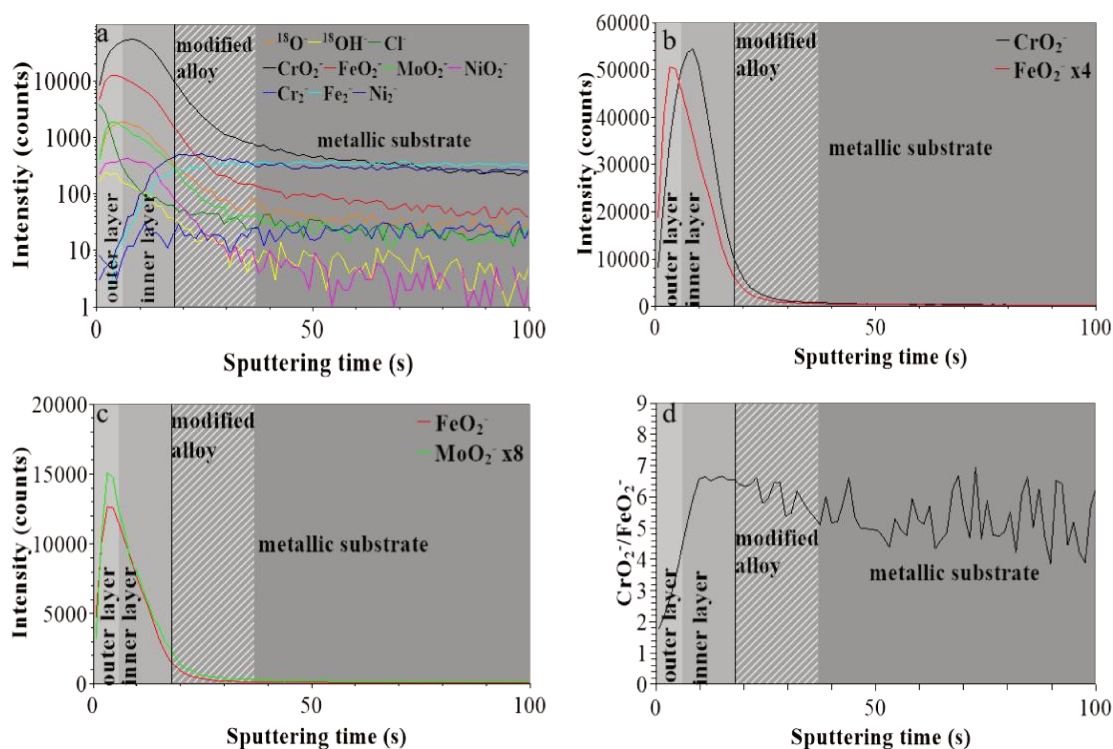 a
modified
alloy
¹⁸O⁻ ¹⁸OH⁻ Cl⁻
CrO₂⁻ FeO₂⁻ MoO₂⁻ NiO₂⁻
Cr₂⁻ Fe₂⁻ Ni₂⁻
metallic substrate
outer layer
inner layer
Intenstiy (counts)
10000
1000
100
10
1
0 50 100
Sputtering time (s)
b
modified
alloy
CrO₂⁻
FeO₂⁻ x4
metallic substrate
outer layer
inner layer
Intensity (counts)
60000
50000
40000
30000
20000
10000
0
0 50 100
Sputtering time (s)
c
modified
alloy
FeO₂⁻
MoO₂⁻ x8
metallic substrate
outer layer
inner layer
Intensity (counts)
20000
15000
10000
5000
0
0 50 100
Sputtering time (s)
d
modified
alloy
metallic substrate
outer layer
inner layer
CrO₂⁻/FeO₂⁻
9
8
7
6
5
4
3
2
1
0
0 50 100
Sputtering time (s)